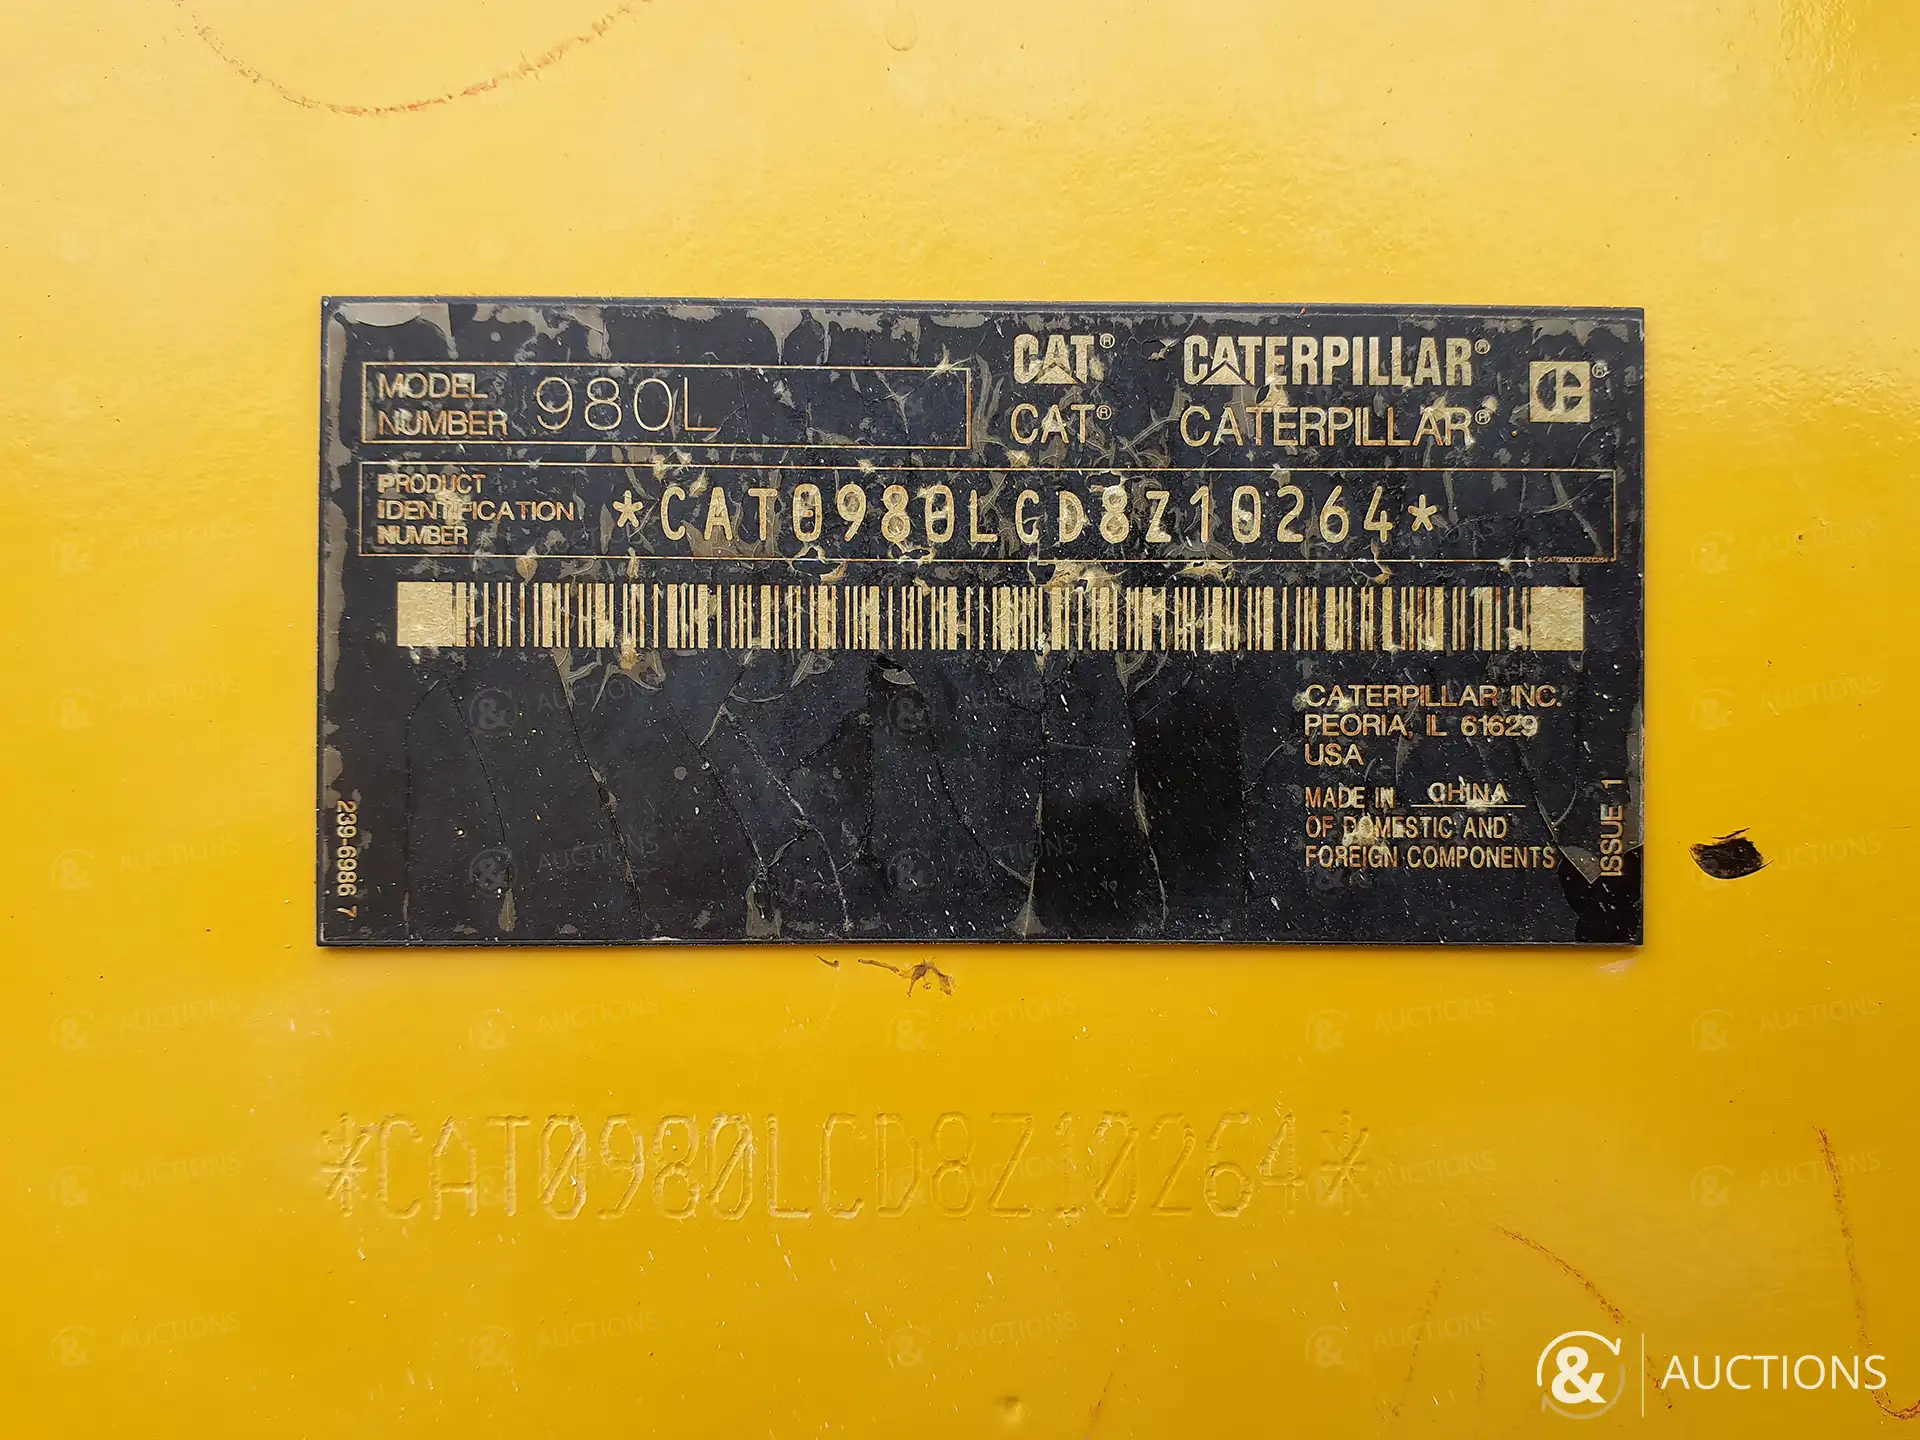 MODEL
NUMBER 980L
CAT® CATERPILLAR®
CAT® CATERPILLAR®
PRODUCT
IDENTIFICATION
NUMBER
*CAT0980LCD8Z10264*
CAT0980LCD8Z10264
CATERPILLAR INC.
PEORIA, IL 61629
USA
MADE IN CHINA
OF DOMESTIC AND
FOREIGN COMPONENTS
239-6986 7
ISSUE 1
*CAT0980LCD8Z10264*
& AUCTIONS